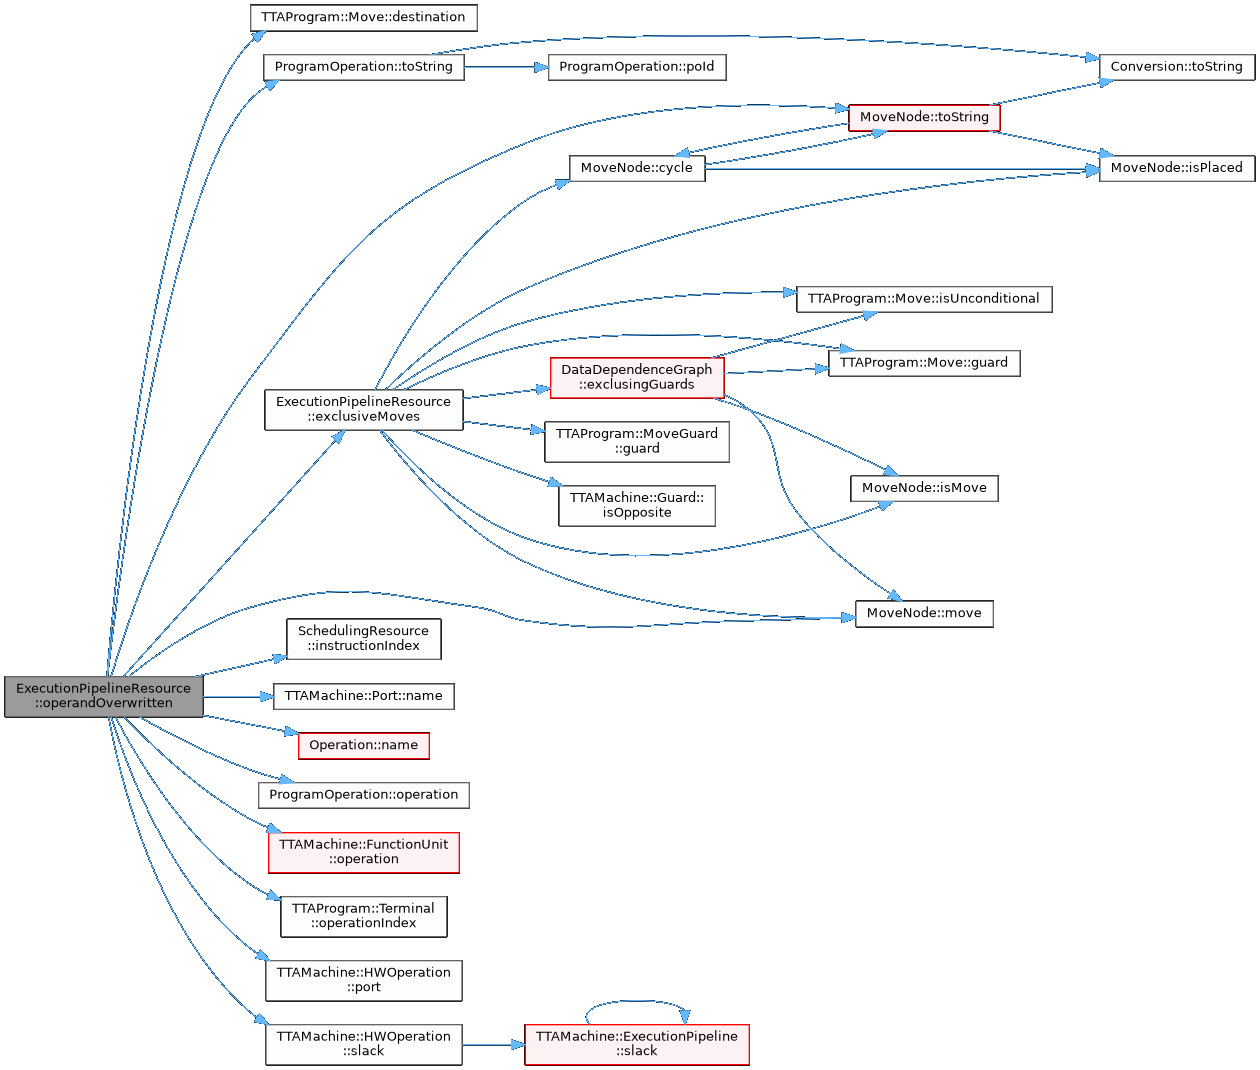 TTAProgram::Move::destination
ProgramOperation::toString
ProgramOperation::poId
Conversion::toString
MoveNode::toString
MoveNode::cycle
MoveNode::isPlaced
TTAProgram::Move::isUnconditional
TTAProgram::Move::guard
DataDependenceGraph
::exclusingGuards
ExecutionPipelineResource
::exclusiveMoves
TTAProgram::MoveGuard
::guard
TTAMachine::Guard::
isOpposite
MoveNode::isMove
MoveNode::move
SchedulingResource
::instructionIndex
ExecutionPipelineResource
::operandOverwritten
TTAMachine::Port::name
Operation::name
ProgramOperation::operation
TTAMachine::FunctionUnit
::operation
TTAProgram::Terminal
::operationIndex
TTAMachine::HWOperation
::port
TTAMachine::HWOperation
::slack
TTAMachine::ExecutionPipeline
::slack